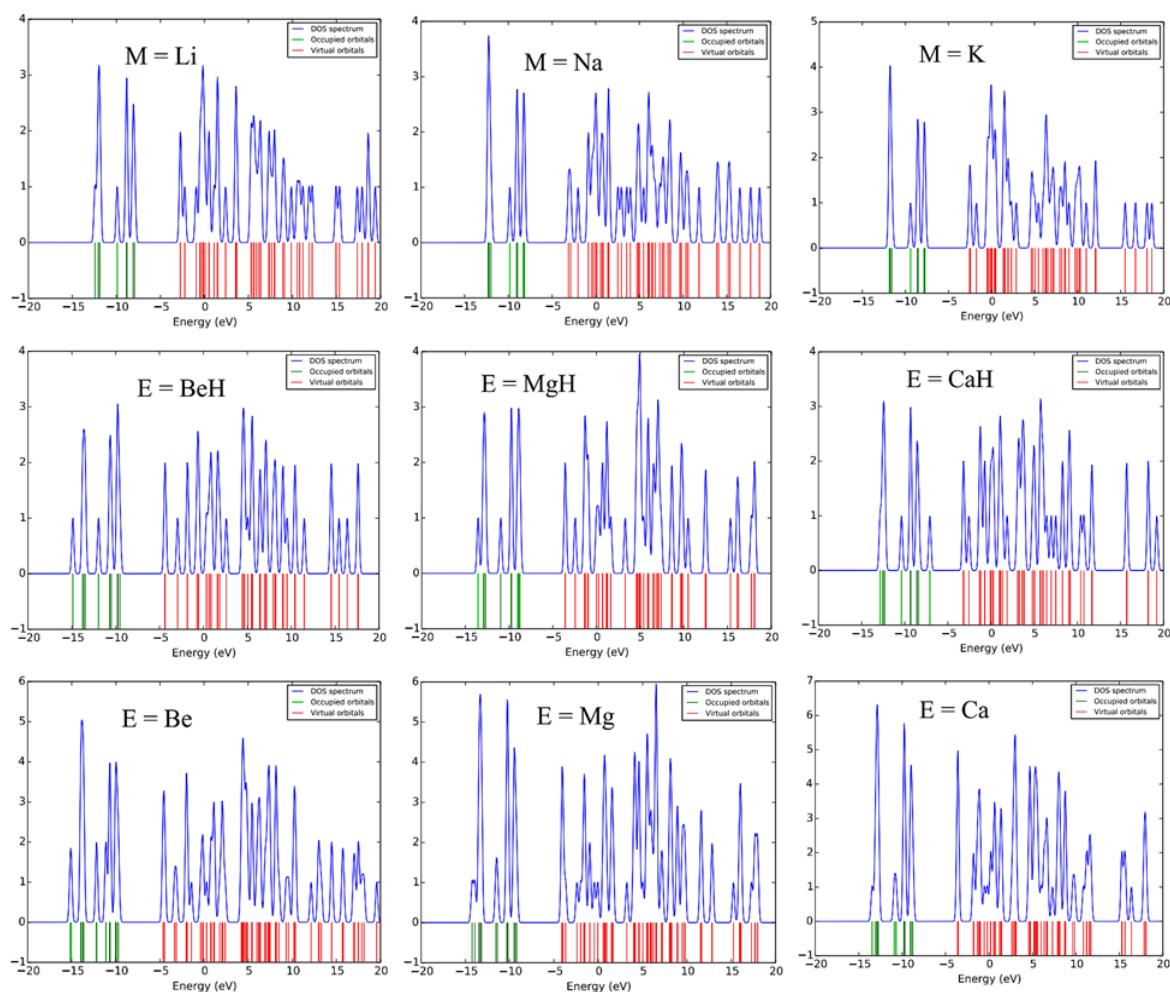 M = Li
DOS spectrum
Occupied orbitals
Virtual orbitals
4
3
2
1
0
−1
−20 −15 −10 −5 0 5 10 15 20
Energy (eV)
M = Na
DOS spectrum
Occupied orbitals
Virtual orbitals
4
3
2
1
0
−1
−20 −15 −10 −5 0 5 10 15 20
Energy (eV)
M = K
DOS spectrum
Occupied orbitals
Virtual orbitals
5
4
3
2
1
0
−1
−20 −15 −10 −5 0 5 10 15 20
Energy (eV)
E = BeH
DOS spectrum
Occupied orbitals
Virtual orbitals
4
3
2
1
0
−1
−20 −15 −10 −5 0 5 10 15 20
Energy (eV)
E = MgH
DOS spectrum
Occupied orbitals
Virtual orbitals
4
3
2
1
0
−1
−20 −15 −10 −5 0 5 10 15 20
Energy (eV)
E = CaH
DOS spectrum
Occupied orbitals
Virtual orbitals
4
3
2
1
0
−1
−20 −15 −10 −5 0 5 10 15 20
Energy (eV)
E = Be
DOS spectrum
Occupied orbitals
Virtual orbitals
6
5
4
3
2
1
0
−1
−20 −15 −10 −5 0 5 10 15 20
Energy (eV)
E = Mg
DOS spectrum
Occupied orbitals
Virtual orbitals
6
5
4
3
2
1
0
−1
−20 −15 −10 −5 0 5 10 15 20
Energy (eV)
E = Ca
DOS spectrum
Occupied orbitals
Virtual orbitals
7
6
5
4
3
2
1
0
−1
−20 −15 −10 −5 0 5 10 15 20
Energy (eV)